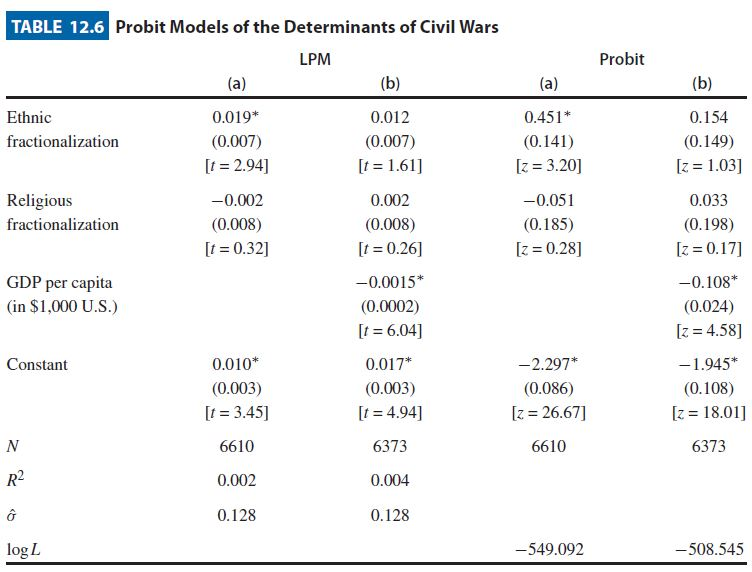 TABLE 12.6 Probit Models of the Determinants of Civil Wars
LPM Probit
(a) (b) (a) (b)
Ethnic 0.019* 0.012 0.451* 0.154
fractionalization (0.007) (0.007) (0.141) (0.149)
[t = 2.94] [t = 1.61] [z = 3.20] [z = 1.03]
Religious −0.002 0.002 −0.051 0.033
fractionalization (0.008) (0.008) (0.185) (0.198)
[t = 0.32] [t = 0.26] [z = 0.28] [z = 0.17]
GDP per capita −0.0015* −0.108*
(in $1,000 U.S.) (0.0002) (0.024)
[t = 6.04] [z = 4.58]
Constant 0.010* 0.017* −2.297* −1.945*
(0.003) (0.003) (0.086) (0.108)
[t = 3.45] [t = 4.94] [z = 26.67] [z = 18.01]
N 6610 6373 6610 6373
R² 0.002 0.004
σ̂ 0.128 0.128
log L −549.092 −508.545